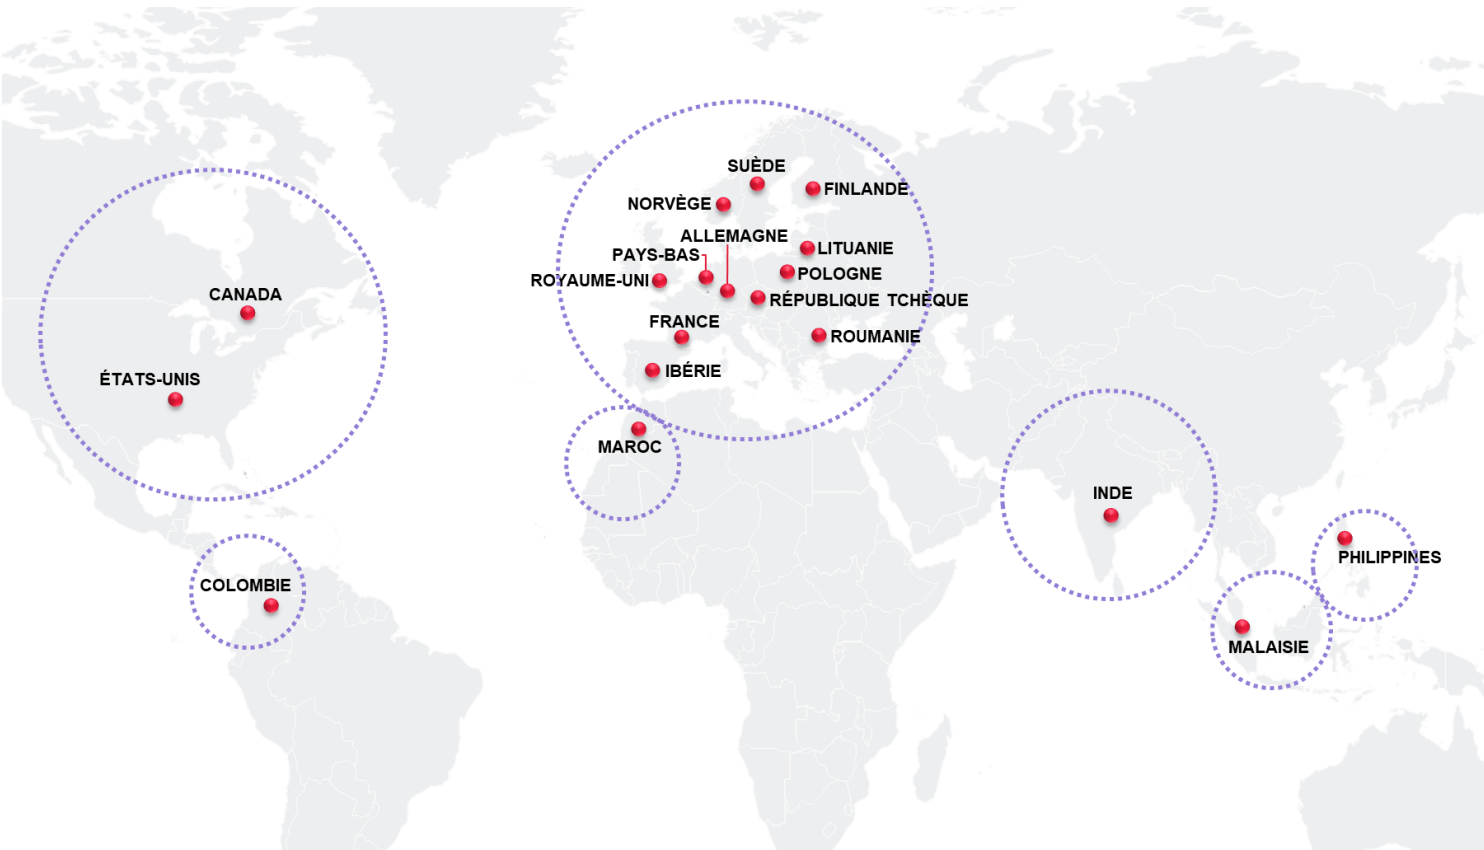 SUÈDE
FINLANDE
NORVÈGE
ALLEMAGNE
LITUANIE
PAYS-BAS
POLOGNE
ROYAUME-UNI
RÉPUBLIQUE TCHÈQUE
CANADA
FRANCE
ROUMANIE
IBÉRIE
ÉTATS-UNIS
MAROC
INDE
PHILIPPINES
COLOMBIE
MALAISIE